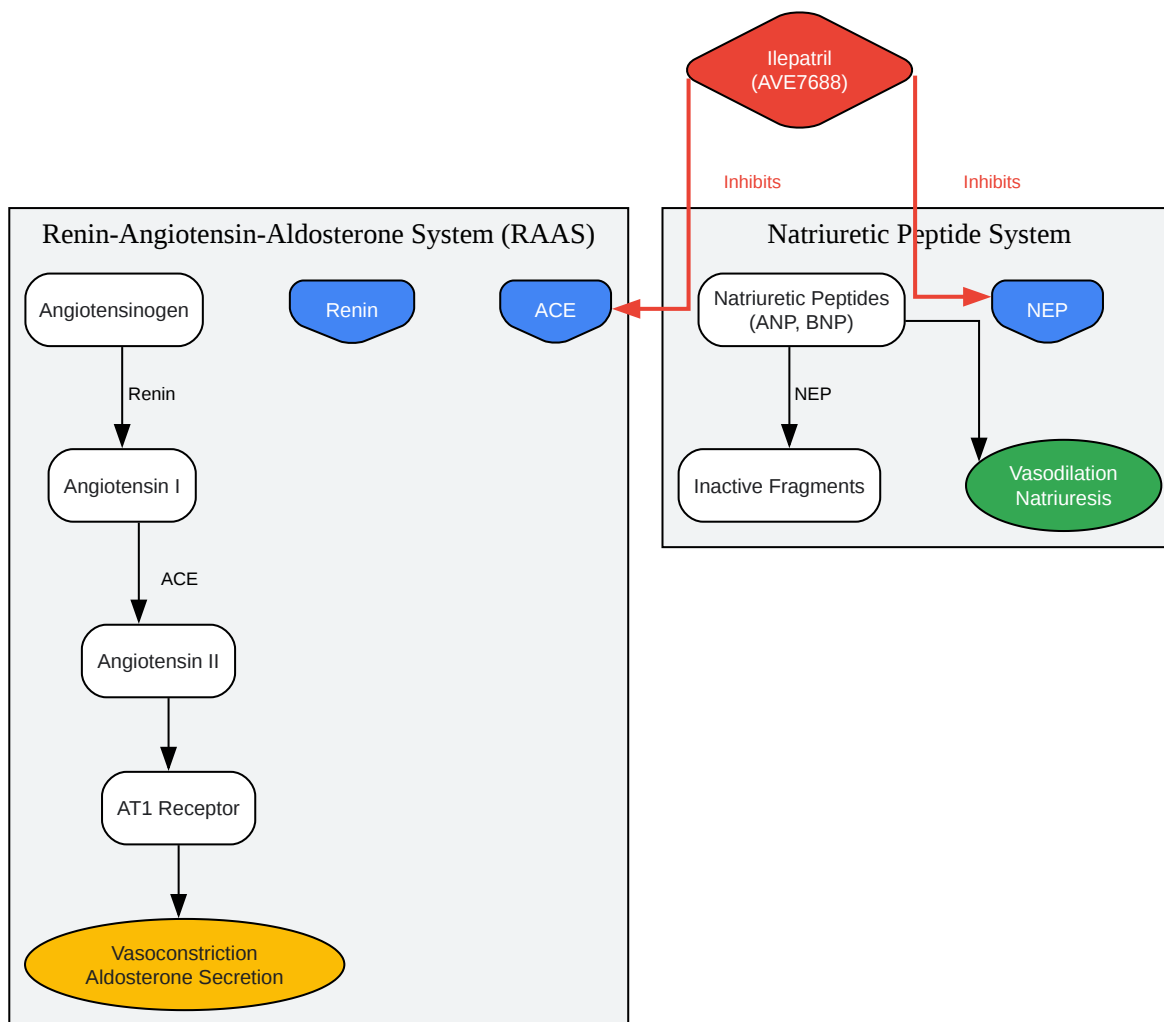 Ilepatril
(AVE7688)
Inhibits
Inhibits
Renin-Angiotensin-Aldosterone System (RAAS)
Angiotensinogen
Renin
ACE
Renin
Angiotensin I
ACE
Angiotensin II
AT1 Receptor
Vasoconstriction
Aldosterone Secretion
Natriuretic Peptide System
Natriuretic Peptides
(ANP, BNP)
NEP
NEP
Inactive Fragments
Vasodilation
Natriuresis